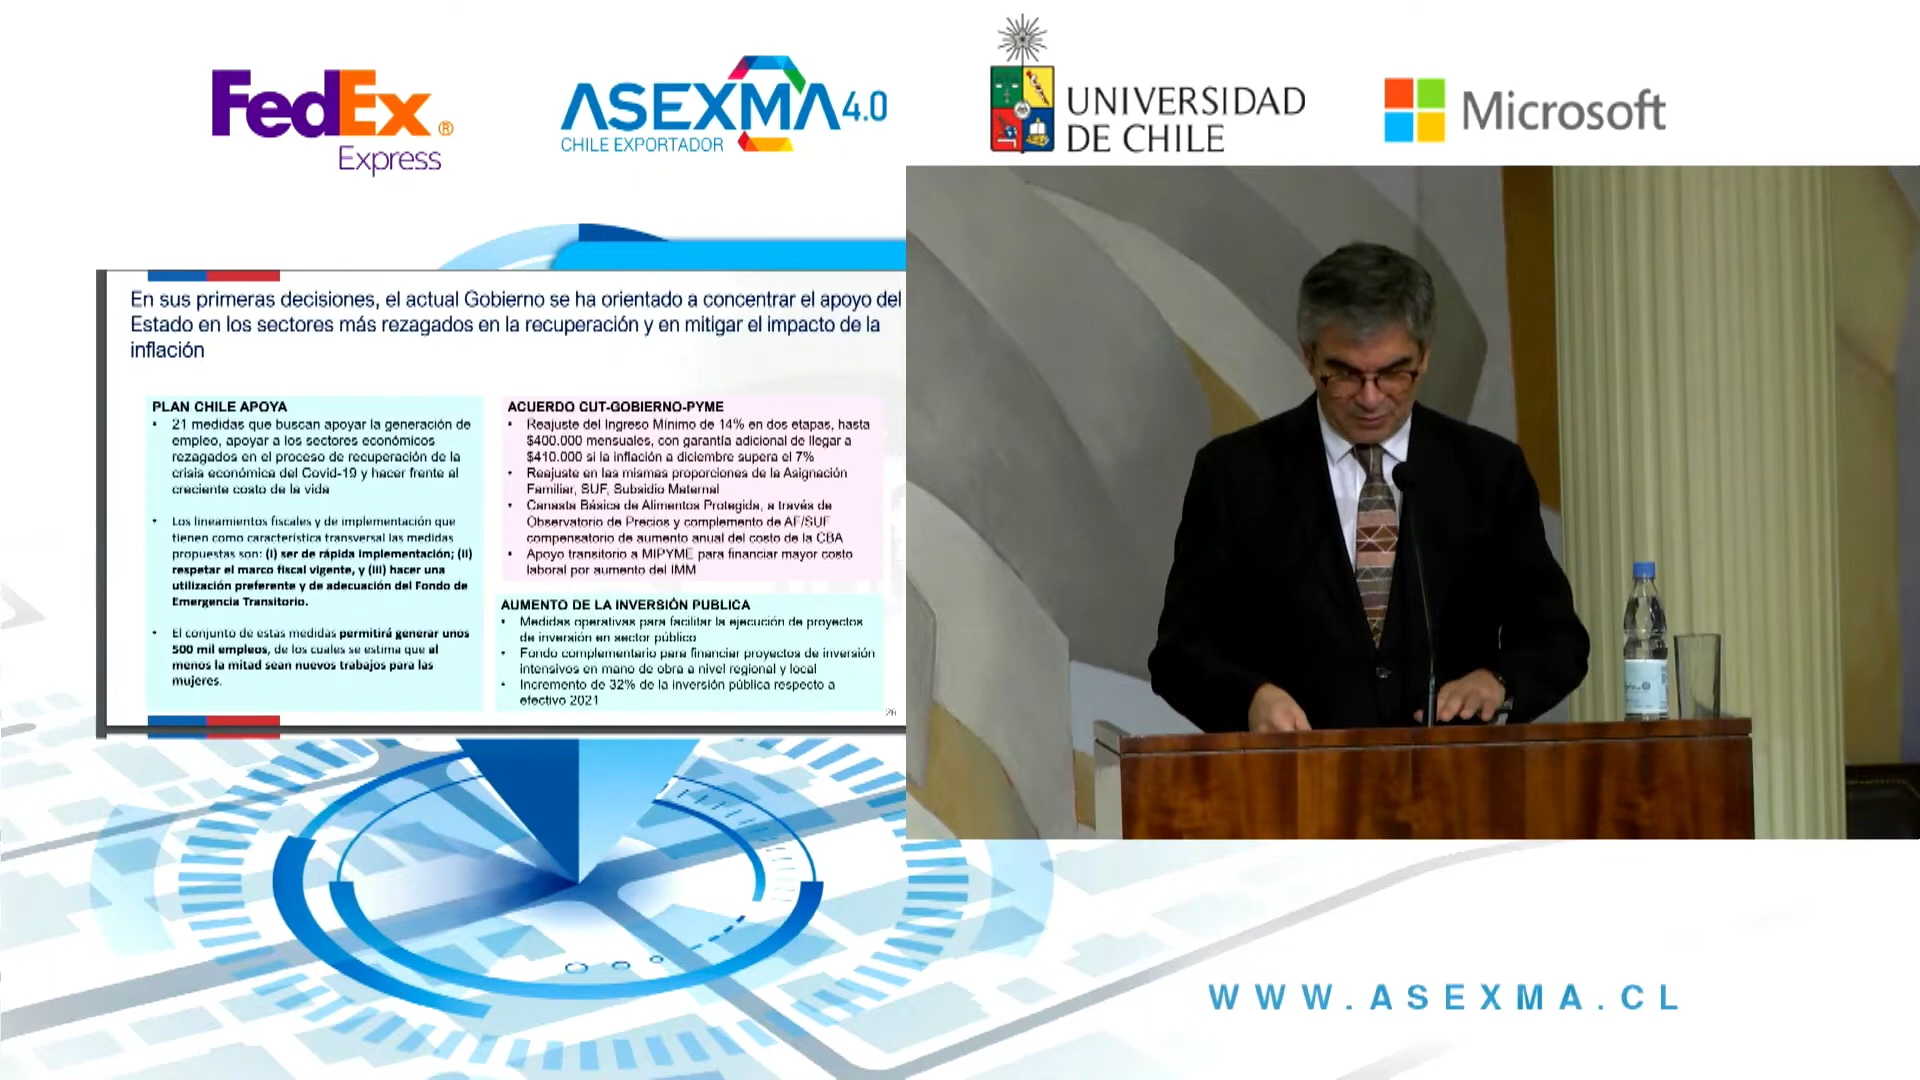 FedEx®
Express
ASEXMA 4.0
CHILE EXPORTADOR
UNIVERSIDAD
DE CHILE
Microsoft
En sus primeras decisiones, el actual Gobierno se ha orientado a concentrar el apoyo del
Estado en los sectores más rezagados en la recuperación y en mitigar el impacto de la
inflación
PLAN CHILE APOYA
• 21 medidas que buscan apoyar la generación de
empleo, apoyar a los sectores económicos
rezagados en el proceso de recuperación de la
crisis económica del Covid-19 y hacer frente al
creciente costo de la vida
• Los lineamientos fiscales y de implementación que
tienen como característica transversal las medidas
propuestas son: (i) ser de rápida implementación; (ii)
respetar el marco fiscal vigente, y (iii) hacer una
utilización preferente y de adecuación del Fondo de
Emergencia Transitorio.
• El conjunto de estas medidas permitirá generar unos
500 mil empleos, de los cuales se estima que al
menos la mitad sean nuevos trabajos para las
mujeres.
ACUERDO CUT-GOBIERNO-PYME
• Reajuste del Ingreso Mínimo de 14% en dos etapas, hasta
$400.000 mensuales, con garantía adicional de llegar a
$410.000 si la inflación a diciembre supera el 7%
• Reajuste en las mismas proporciones de la Asignación
Familiar, SUF, Subsidio Maternal
• Canasta Básica de Alimentos Protegida, a través de
Observatorio de Precios y complemento de AF/SUF
compensatorio de aumento anual del costo de la CBA
• Apoyo transitorio a MIPYME para financiar mayor costo
laboral por aumento del IMM
AUMENTO DE LA INVERSIÓN PUBLICA
• Medidas operativas para facilitar la ejecución de proyectos
de inversión en sector público
• Fondo complementario para financiar proyectos de inversión
intensivos en mano de obra a nivel regional y local
• Incremento de 32% de la inversión pública respecto a
efectivo 2021
26
WWW.ASEXMA.CL